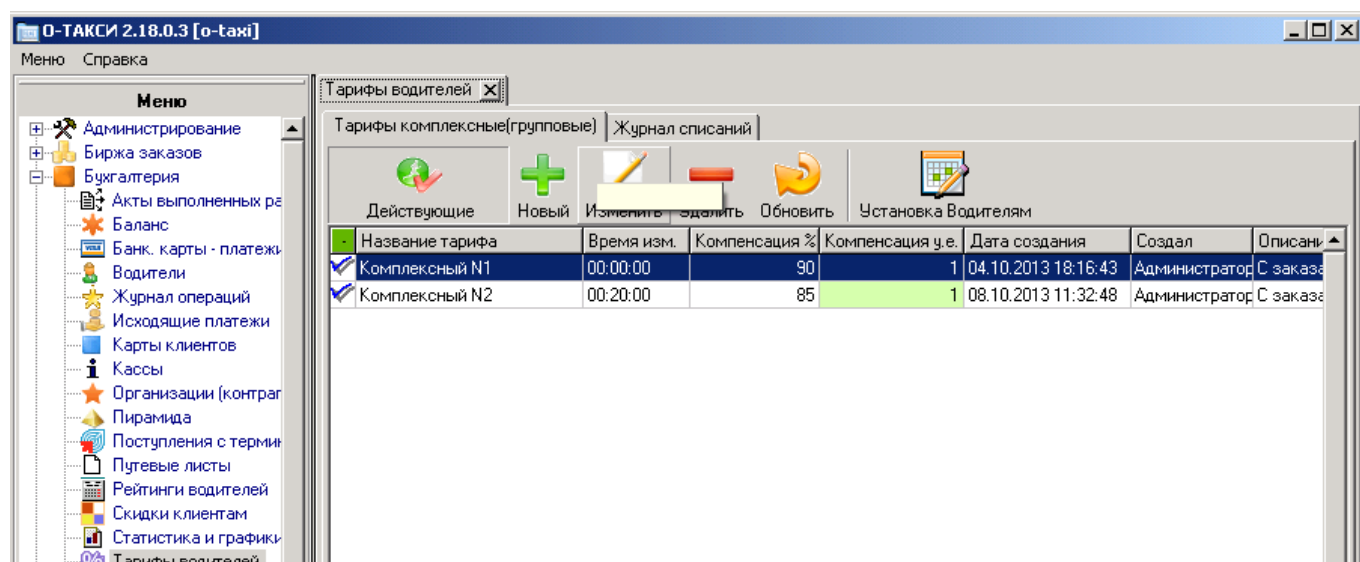 О-ТАКСИ 2.18.0.3 [o-taxi]
Меню Справка
Меню
Администрирование
Биржа заказов
Бухгалтерия
Акты выполненных ра
Баланс
Банк. карты - платежи
Водители
Журнал операций
Исходящие платежи
Карты клиентов
Кассы
Организации (контраг
Пирамида
Поступления с термин
Путевые листы
Рейтинги водителей
Скидки клиентам
Статистика и графики
Тарифы водителей
Тарифы водителей
Тарифы комплексные(групповые) Журнал списаний
Действующие Новый Изменить Удалить Обновить Установка Водителям
- Название тарифа Время изм. Компенсация % Компенсация у.е. Дата создания Создал Описани
Комплексный N1 00:00:00 90 1 04.10.2013 18:16:43 Администратор С заказа
Комплексный N2 00:20:00 85 1 08.10.2013 11:32:48 Администратор С заказа